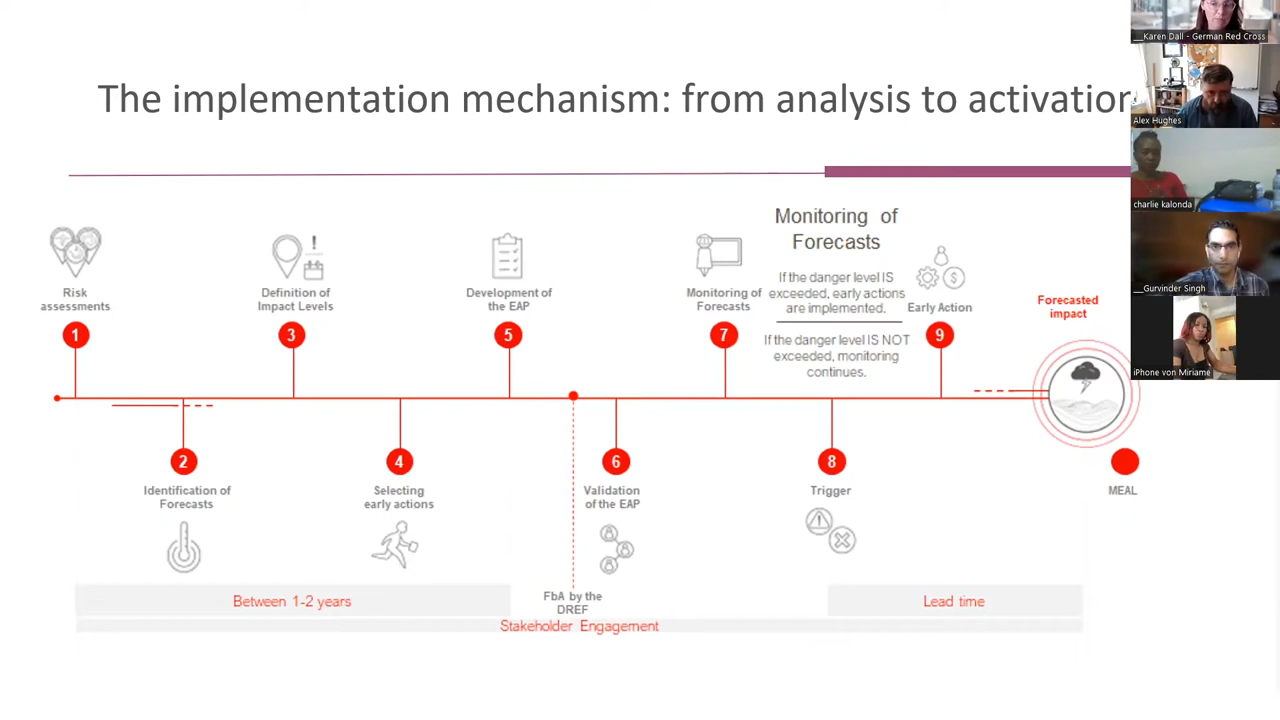 The implementation mechanism: from analysis to activation
__Karen Dall - German Red Cross
Alex Hughes
charlie kalonda
__Gurvinder Singh
iPhone von Miriame
Risk
assessments
1
Definition of
Impact Levels
3
Development of
the EAP
5
Monitoring of
Forecasts
7
Monitoring of
Forecasts
If the danger level IS
exceeded, early actions
are implemented.
If the danger level IS NOT
exceeded, monitoring
continues.
Early Action
9
Forecasted
impact
2
Identification of
Forecasts
4
Selecting
early actions
6
Validation
of the EAP
8
Trigger
MEAL
Between 1-2 years
FbA by the
DREF
Lead time
Stakeholder Engagement